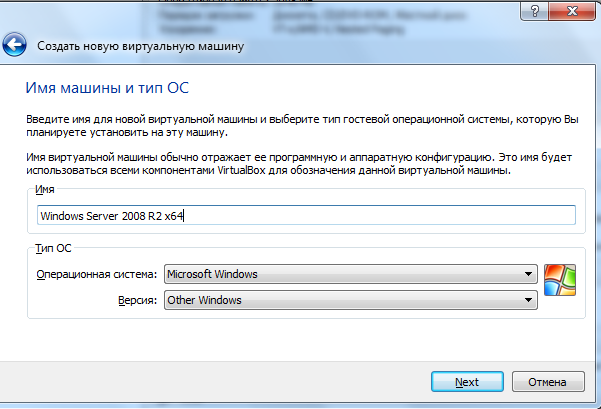 Создать новую виртуальную машину
Имя машины и тип ОС
Введите имя для новой виртуальной машины и выберите тип гостевой операционной системы, которую Вы
планируете установить на эту машину.
Имя виртуальной машины обычно отражает ее программную и аппаратную конфигурацию. Это имя будет
использоваться всеми компонентами VirtualBox для обозначения данной виртуальной машины.
Имя
Windows Server 2008 R2 x64
Тип ОС
Операционная система: Microsoft Windows
Версия: Other Windows
Next Отмена